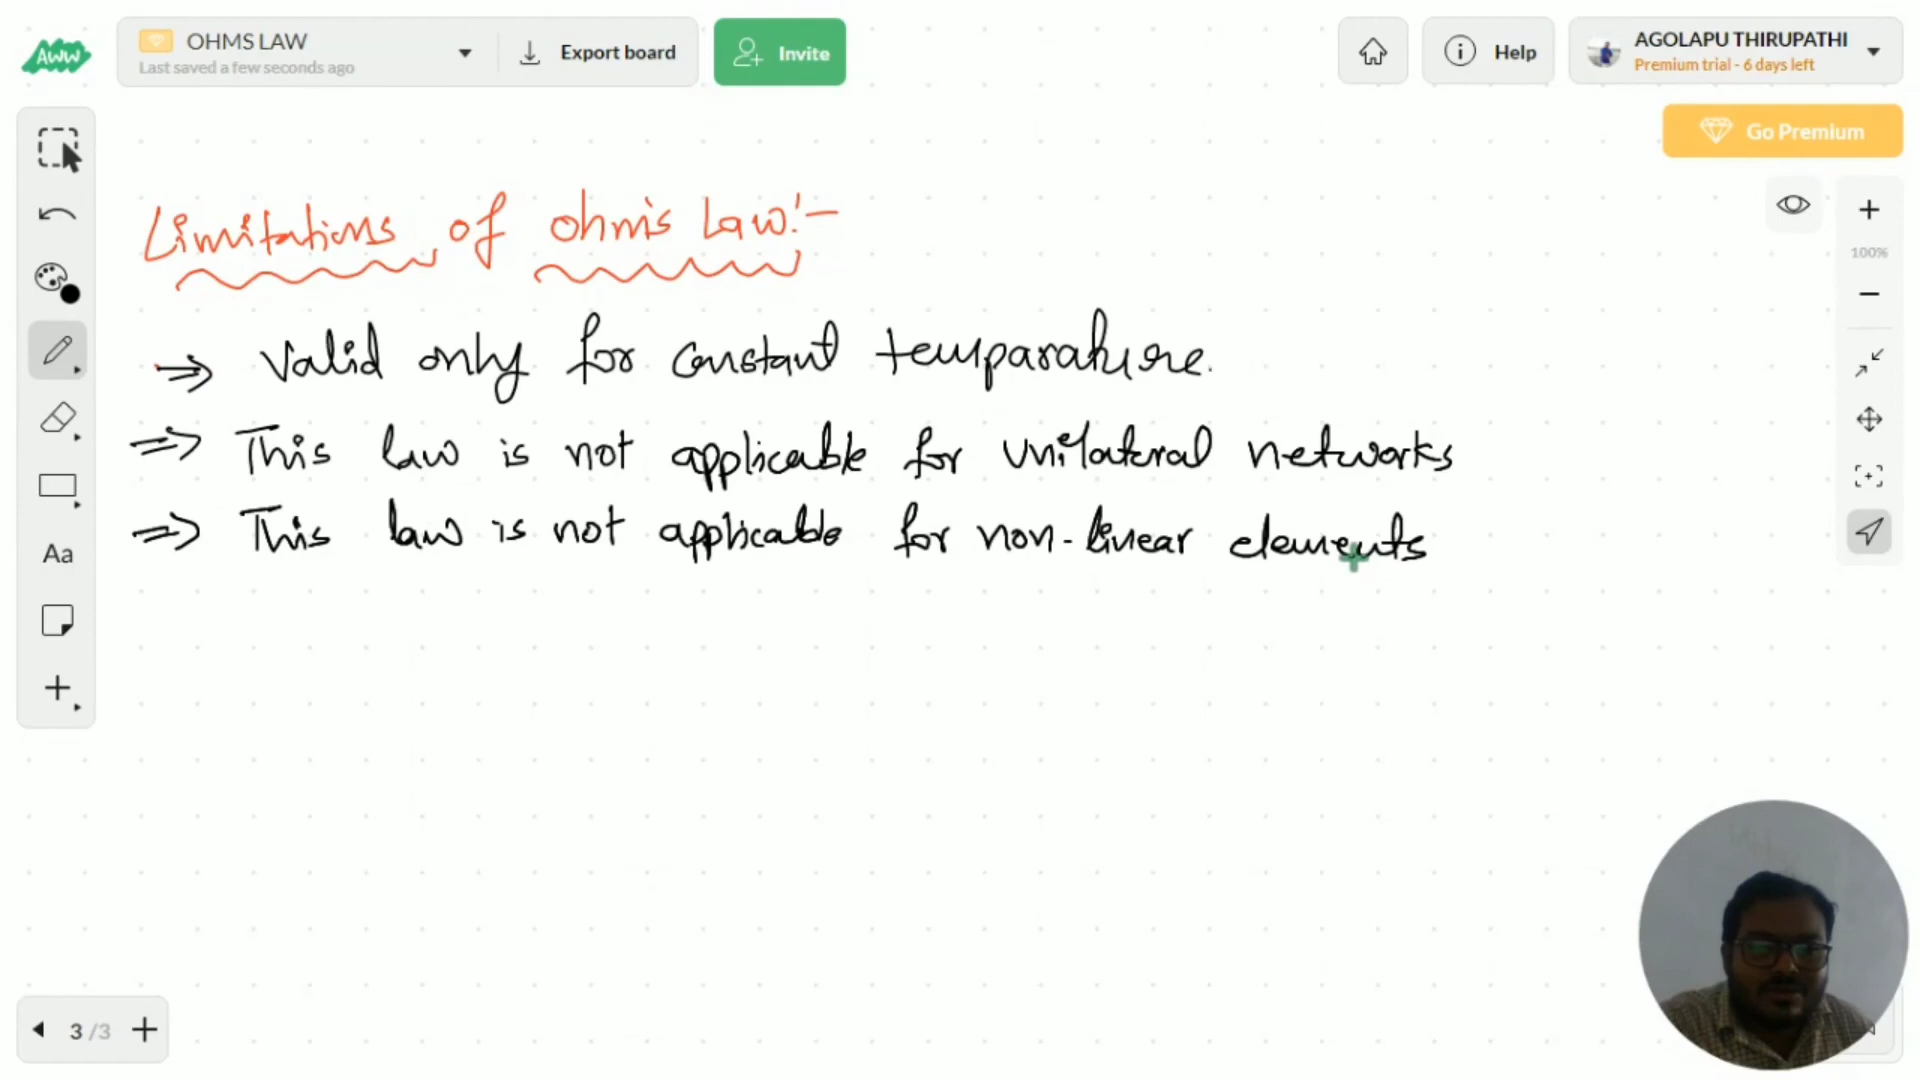 AWW
OHMS LAW
Last saved a few seconds ago
Export board
Invite
Help
AGOLAPU THIRUPATHI
Premium trial - 6 days left
Go Premium
100%
Limitations of ohm's Law:-
⇒ Valid only for constant temparature.
⇒ This law is not applicable for unilateral networks
⇒ This law is not applicable for non-linear elements
Aa
3 /3